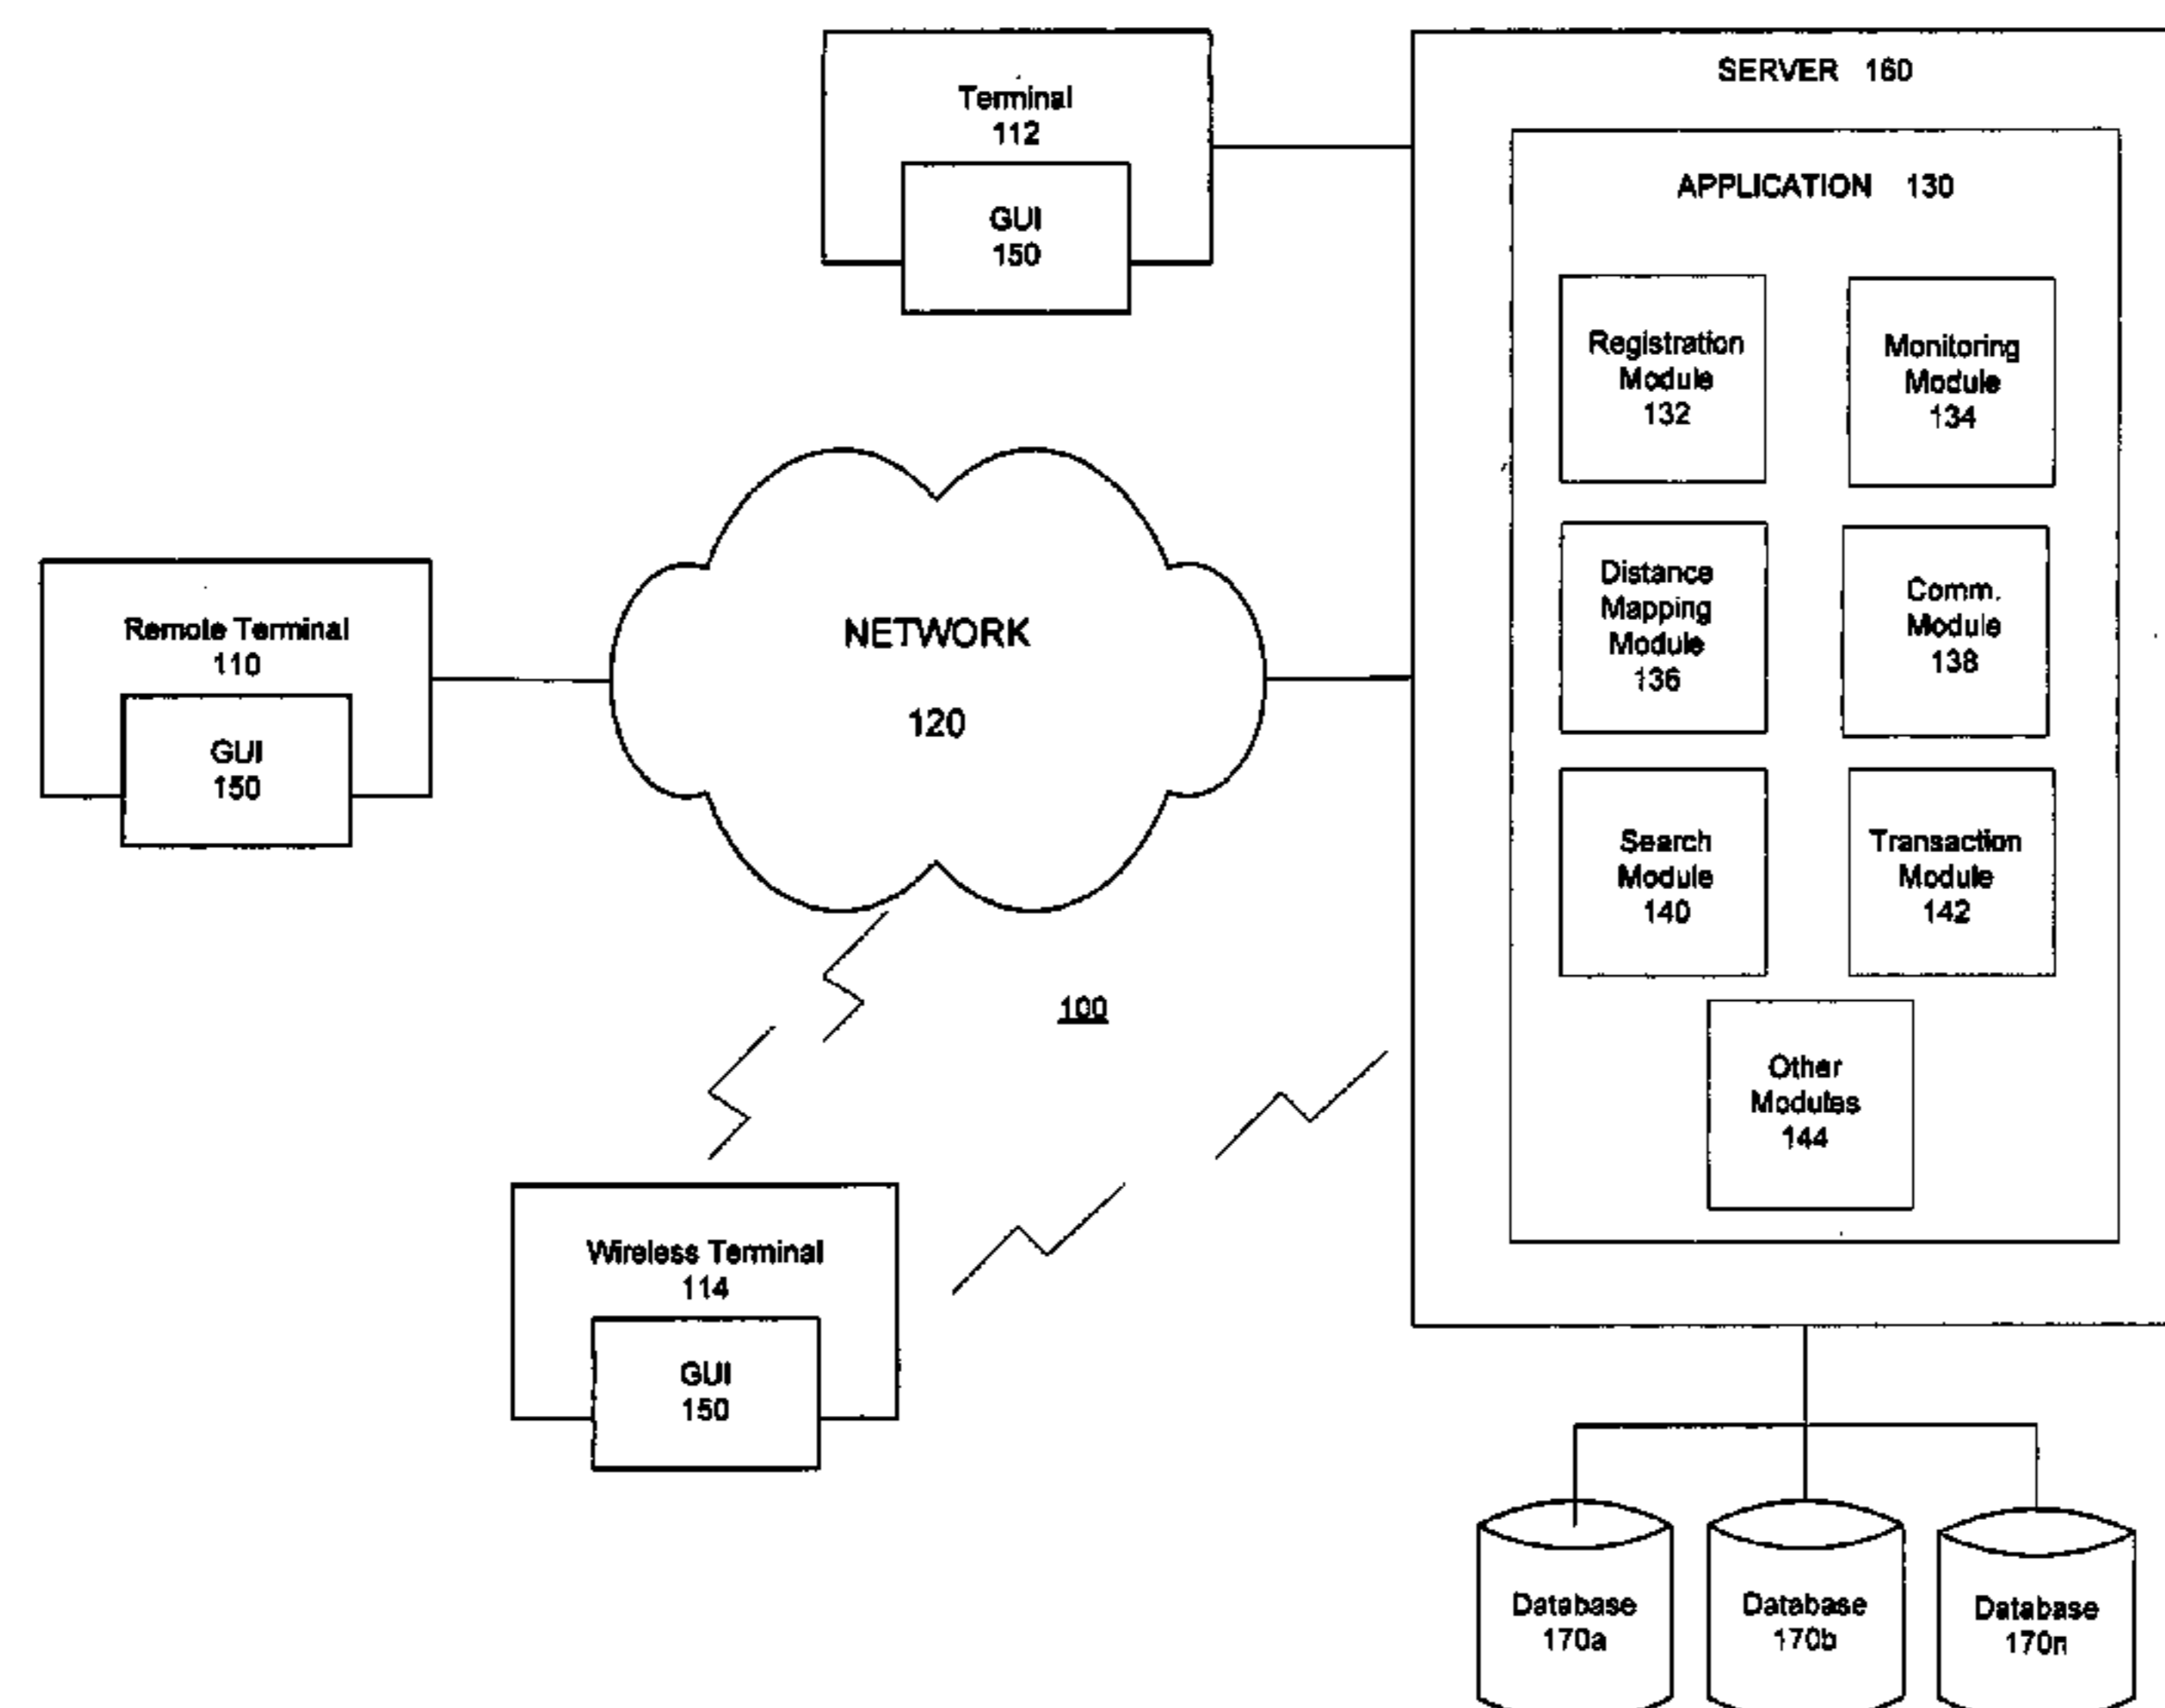 Terminal
112
GUI
150
SERVER 160
APPLICATION 130
Registration
Module
132
Monitoring
Module
134
Distance
Mapping
Module
136
Comm.
Module
138
Search
Module
140
Transaction
Module
142
Other
Modules
144
Remote Terminal
110
GUI
150
NETWORK
120
100
Wireless Terminal
114
GUI
150
Database
170a
Database
170b
Database
170n